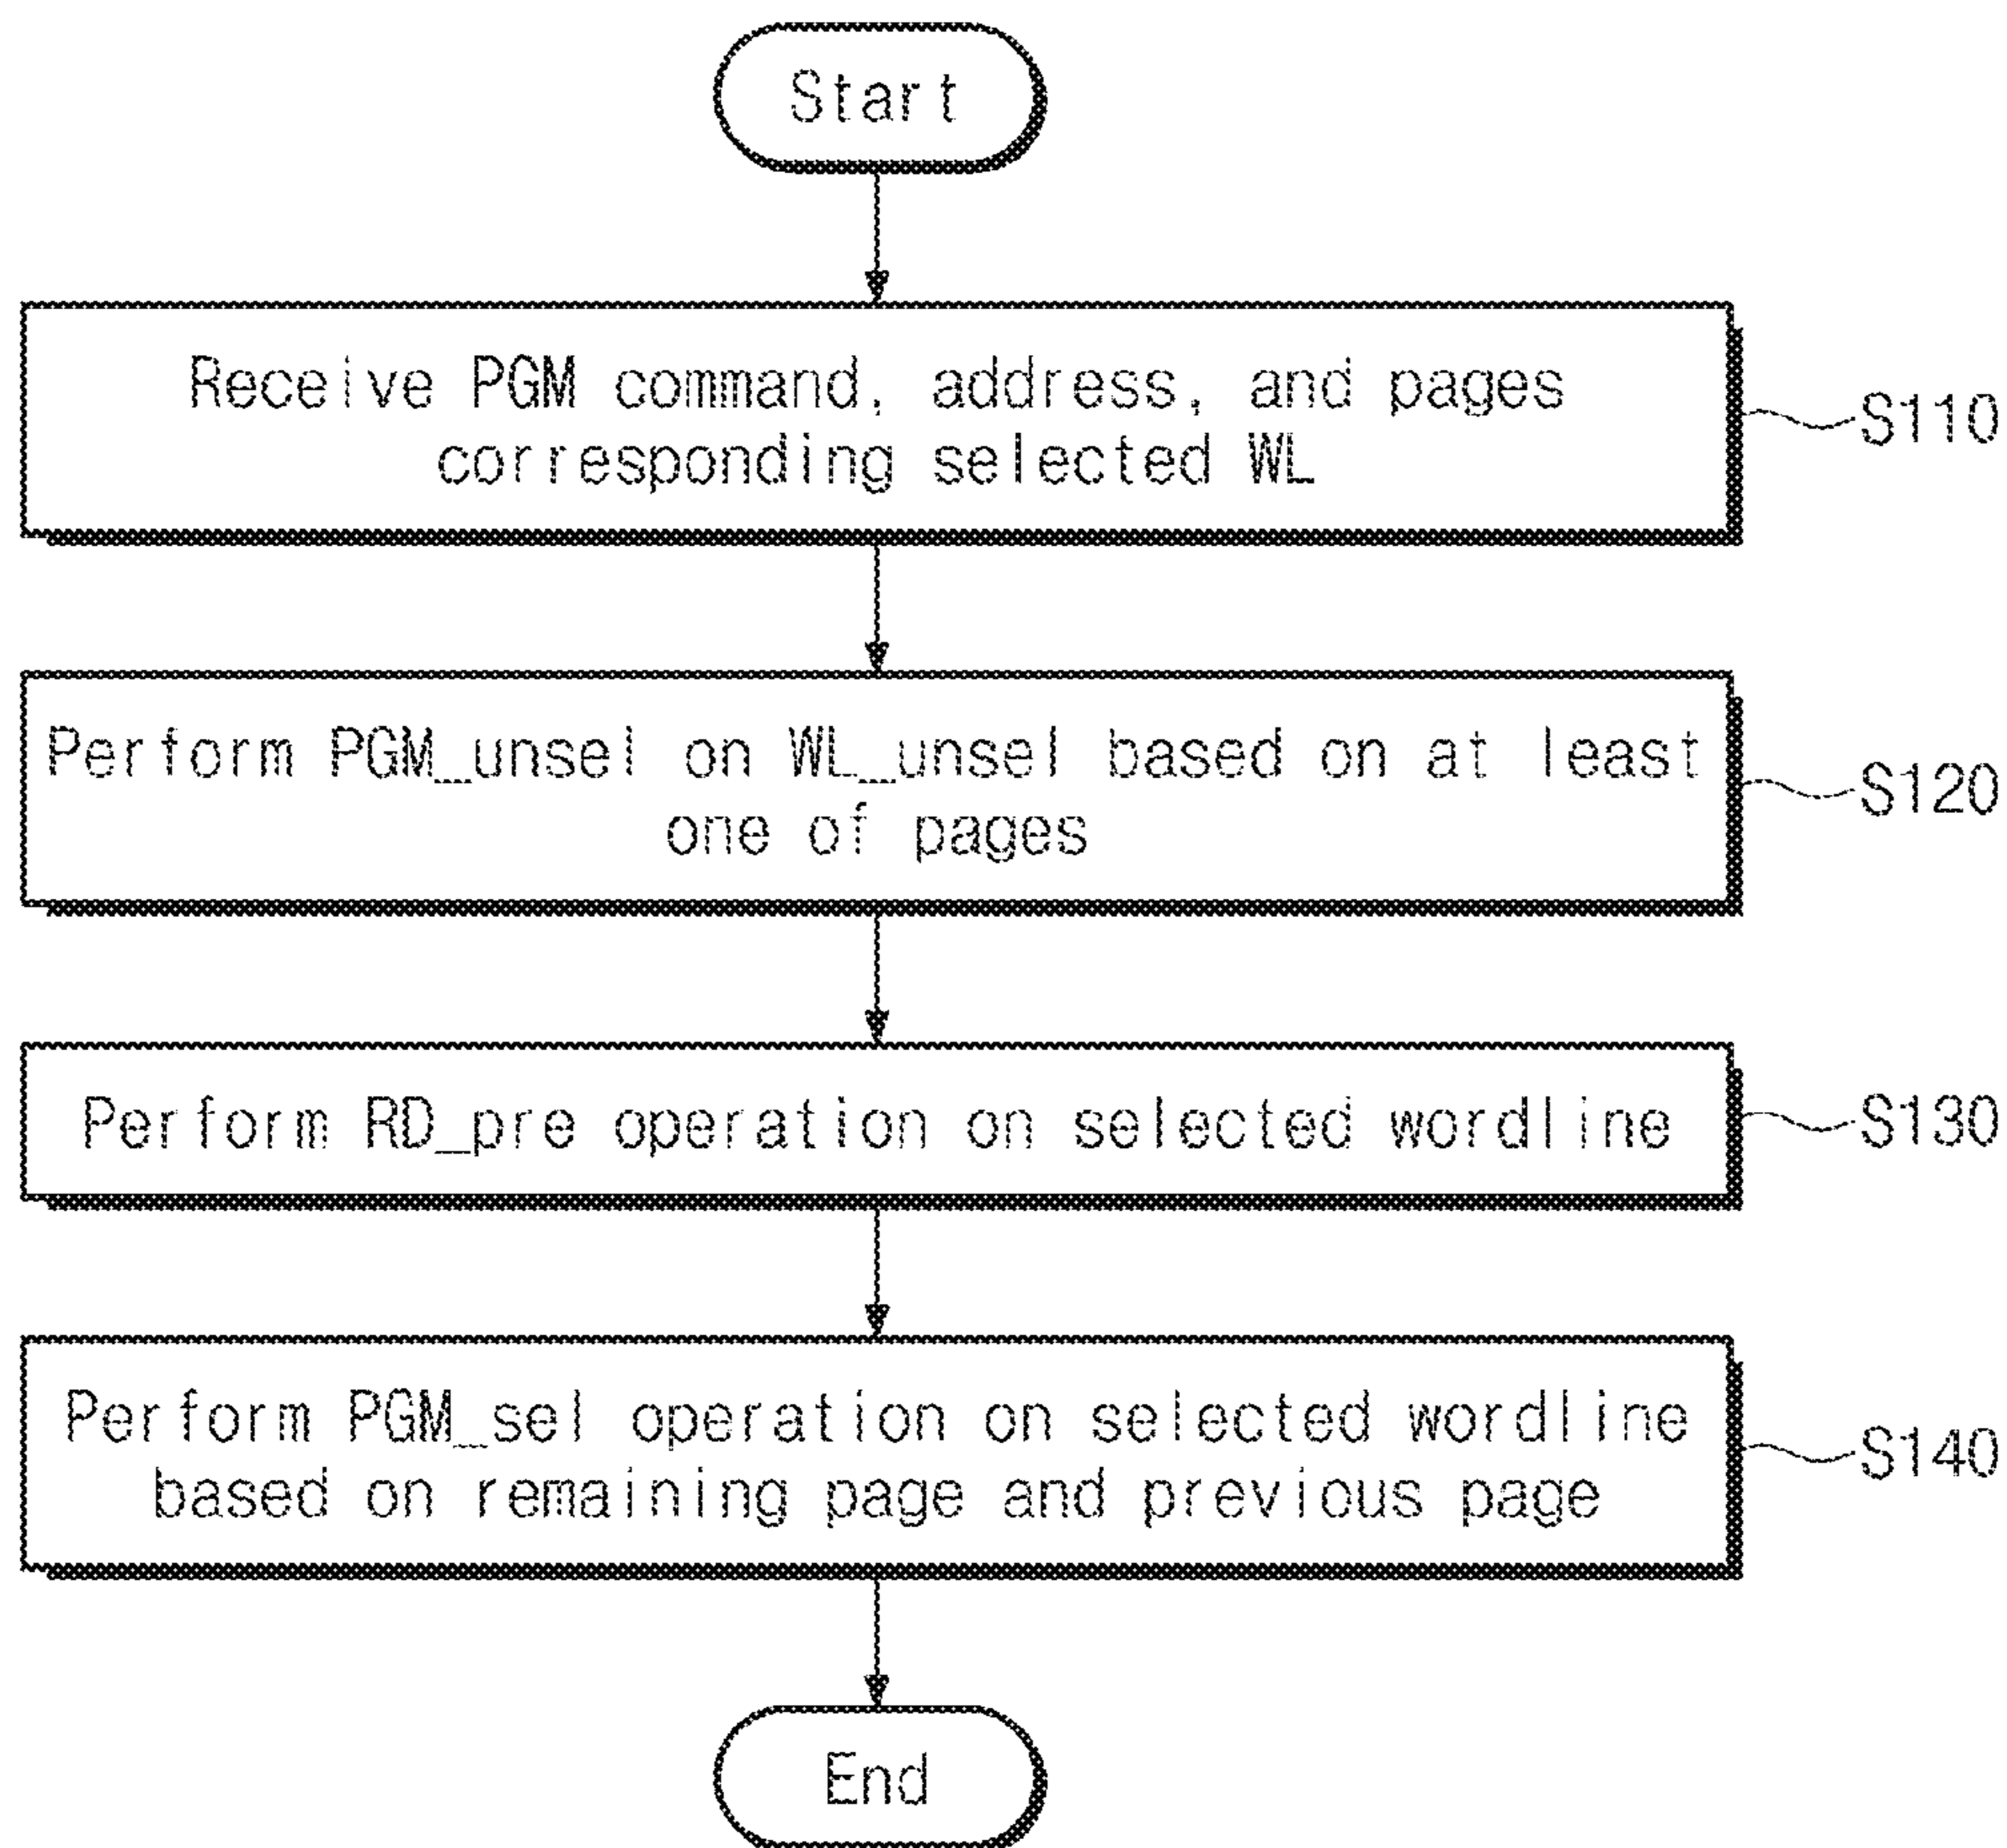 Start
Receive PGM command, address, and pages
corresponding selected WL
S110
Perform PGM_unsel on WL_unsel based on at least
one of pages
S120
Perform RD_pre operation on selected wordline
S130
Perform PGM_sel operation on selected wordline
based on remaining page and previous page
S140
End